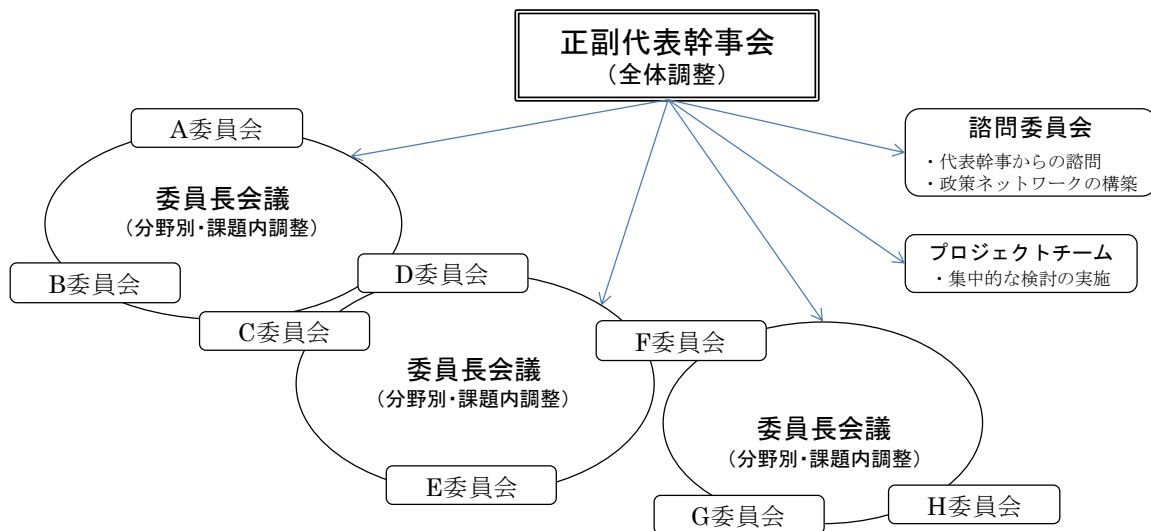 正副代表幹事会
（全体調整）
A委員会
諮問委員会
・代表幹事からの諮問
・政策ネットワークの構築
委員長会議
（分野別・課題内調整）
プロジェクトチーム
・集中的な検討の実施
B委員会
D委員会
C委員会
F委員会
委員長会議
（分野別・課題内調整）
委員長会議
（分野別・課題内調整）
E委員会
H委員会
G委員会